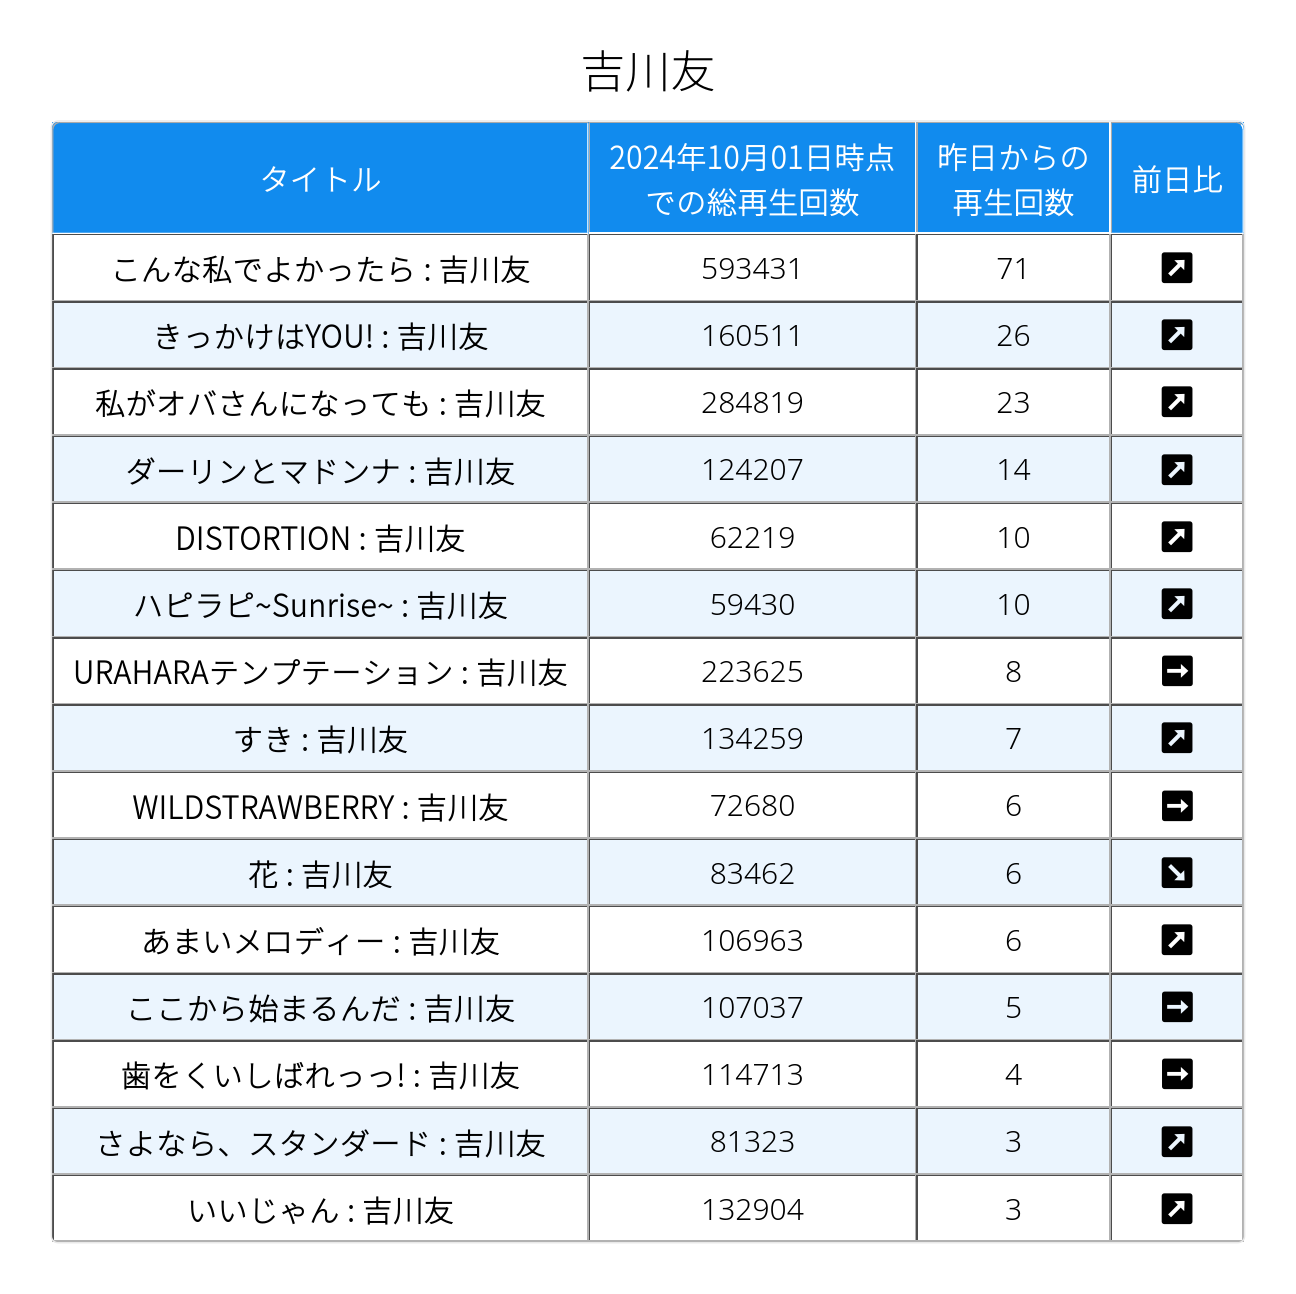 吉川友
タイトル
2024年10月01日時点
での総再生回数
昨日からの
再生回数
前日比
こんな私でよかったら : 吉川友 593431 71 ↗
きっかけはYOU! : 吉川友 160511 26 ↗
私がオバさんになっても : 吉川友 284819 23 ↗
ダーリンとマドンナ : 吉川友 124207 14 ↗
DISTORTION : 吉川友 62219 10 ↗
ハピラピ~Sunrise~ : 吉川友 59430 10 ↗
URAHARAテンプテーション : 吉川友 223625 8 →
すき : 吉川友 134259 7 ↗
WILDSTRAWBERRY : 吉川友 72680 6 →
花 : 吉川友 83462 6 ↘
あまいメロディー : 吉川友 106963 6 ↗
ここから始まるんだ : 吉川友 107037 5 →
歯をくいしばれっっ! : 吉川友 114713 4 →
さよなら、スタンダード : 吉川友 81323 3 ↗
いいじゃん : 吉川友 132904 3 ↗